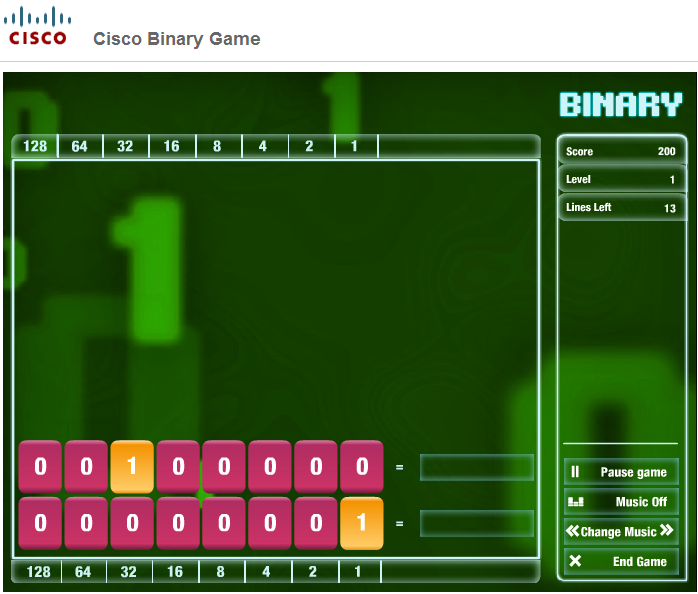 CISCO
Cisco Binary Game
BINARY
128 64 32 16 8 4 2 1
Score 200
Level 1
Lines Left 13
0 0 1 0 0 0 0 0 =
0 0 0 0 0 0 0 1 =
128 64 32 16 8 4 2 1
Pause game
Music Off
Change Music
End Game